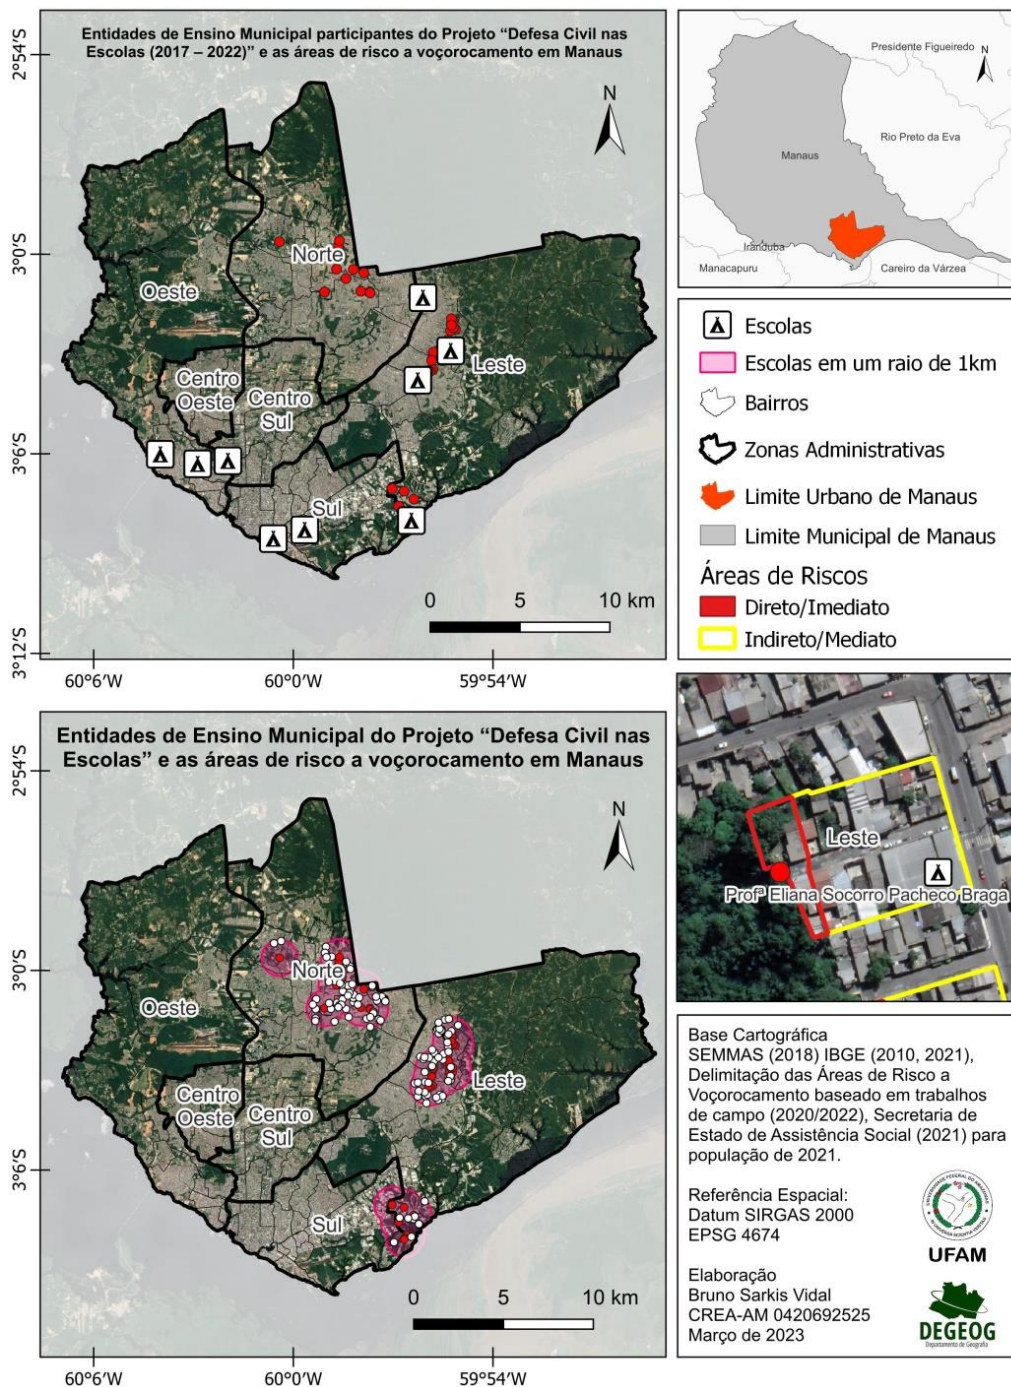 Entidades de Ensino Municipal participantes do Projeto “Defesa Civil nas
Escolas (2017 – 2022)” e as áreas de risco a voçorocamento em Manaus
2°54'S
3°0'S
3°6'S
3°12'S
N
Norte
Oeste
Leste
Centro
Oeste
Centro
Sul
Sul
0 5 10 km
60°6'W 60°0'W 59°54'W
Presidente Figueiredo
N
Rio Preto da Eva
Manaus
Iranduba
Manacapuru
Careiro da Várzea
Escolas
Escolas em um raio de 1km
Bairros
Zonas Administrativas
Limite Urbano de Manaus
Limite Municipal de Manaus
Áreas de Riscos
Direto/Imediato
Indireto/Mediato
Entidades de Ensino Municipal do Projeto “Defesa Civil nas
Escolas” e as áreas de risco a voçorocamento em Manaus
2°54'S
3°0'S
3°6'S
N
Norte
Oeste
Leste
Centro
Oeste
Centro
Sul
Sul
0 5 10 km
60°6'W 60°0'W 59°54'W
Leste
Profª Eliana Socorro Pacheco Braga
Base Cartográfica
SEMMAS (2018) IBGE (2010, 2021),
Delimitação das Áreas de Risco a
Voçorocamento baseado em trabalhos
de campo (2020/2022), Secretaria de
Estado de Assistência Social (2021) para
população de 2021.
Referência Espacial:
Datum SIRGAS 2000
EPSG 4674
Elaboração
Bruno Sarkis Vidal
CREA-AM 0420692525
Março de 2023
UFAM
DEGEOG
Departamento de Geografia